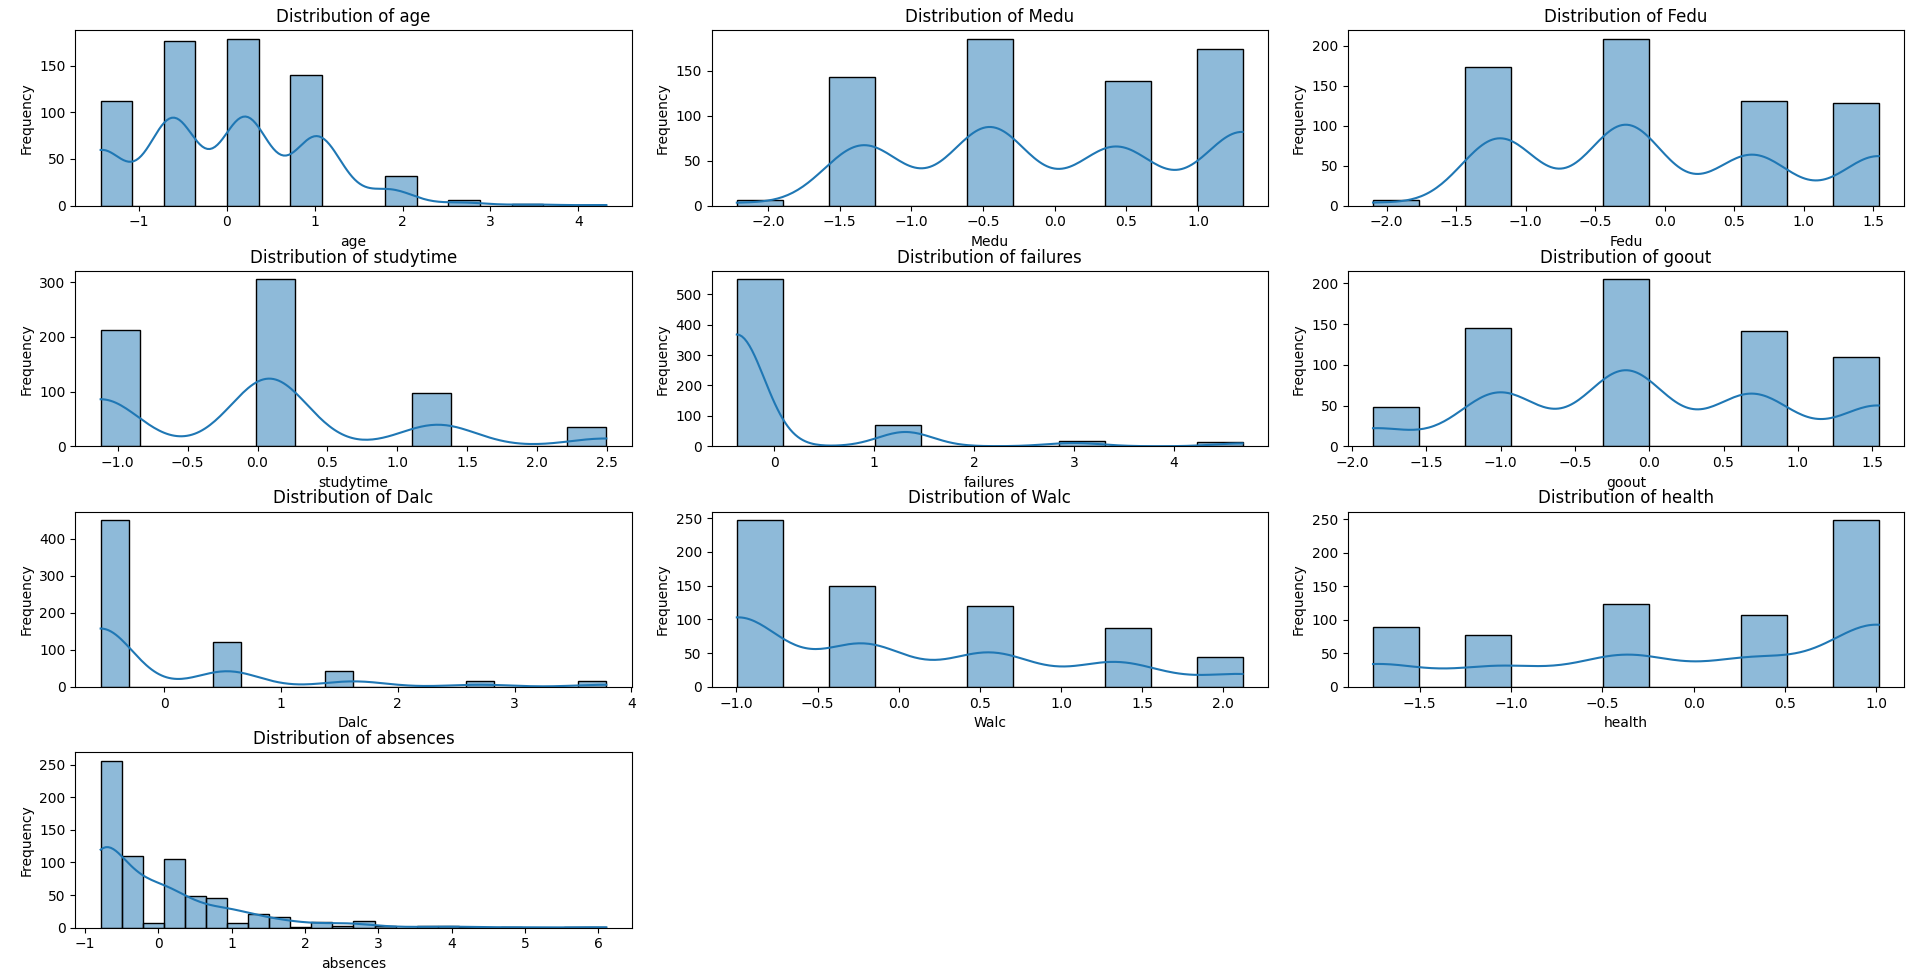 Distribution of age
Frequency
150
100
50
0
−1 0 1 2 3 4
age
Distribution of Medu
Frequency
150
100
50
0
−2.0 −1.5 −1.0 −0.5 0.0 0.5 1.0
Medu
Distribution of Fedu
Frequency
200
150
100
50
0
−2.0 −1.5 −1.0 −0.5 0.0 0.5 1.0 1.5
Fedu
Distribution of studytime
Frequency
300
200
100
0
−1.0 −0.5 0.0 0.5 1.0 1.5 2.0 2.5
studytime
Distribution of failures
Frequency
500
400
300
200
100
0
0 1 2 3 4
failures
Distribution of goout
Frequency
200
150
100
50
0
−2.0 −1.5 −1.0 −0.5 0.0 0.5 1.0 1.5
goout
Distribution of Dalc
Frequency
400
300
200
100
0
0 1 2 3 4
Dalc
Distribution of Walc
Frequency
250
200
150
100
50
0
−1.0 −0.5 0.0 0.5 1.0 1.5 2.0
Walc
Distribution of health
Frequency
250
200
150
100
50
0
−1.5 −1.0 −0.5 0.0 0.5 1.0
health
Distribution of absences
Frequency
250
200
150
100
50
0
−1 0 1 2 3 4 5 6
absences